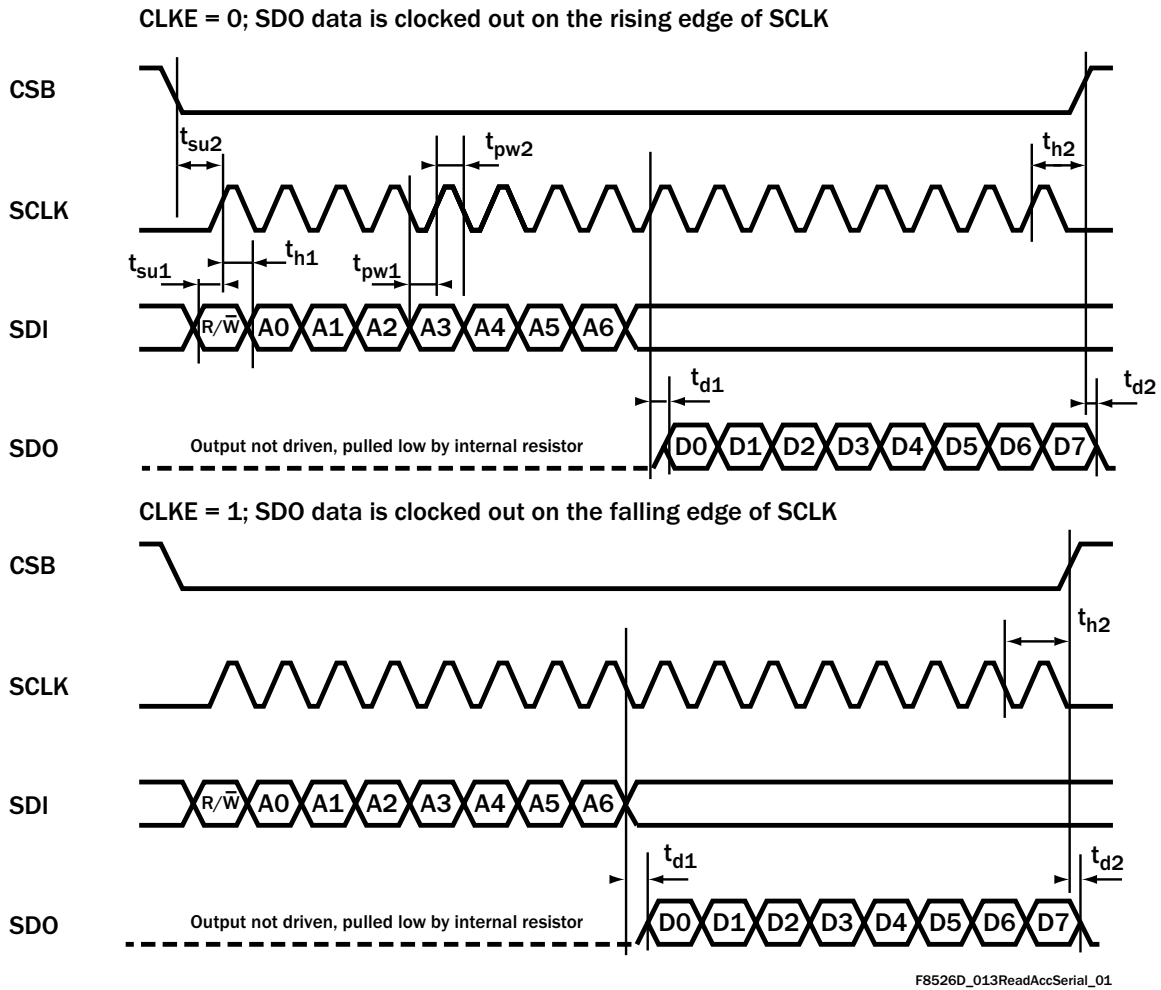 CLKE = 0; SDO data is clocked out on the rising edge of SCLK
CSB
tsu2
tpw2
th2
SCLK
tsu1
th1
tpw1
SDI
R/W̅ A0 A1 A2 A3 A4 A5 A6
td1
td2
SDO
Output not driven, pulled low by internal resistor
D0 D1 D2 D3 D4 D5 D6 D7
CLKE = 1; SDO data is clocked out on the falling edge of SCLK
CSB
th2
SCLK
SDI
R/W̅ A0 A1 A2 A3 A4 A5 A6
td1
td2
SDO
Output not driven, pulled low by internal resistor
D0 D1 D2 D3 D4 D5 D6 D7
F8526D_013ReadAccSerial_01